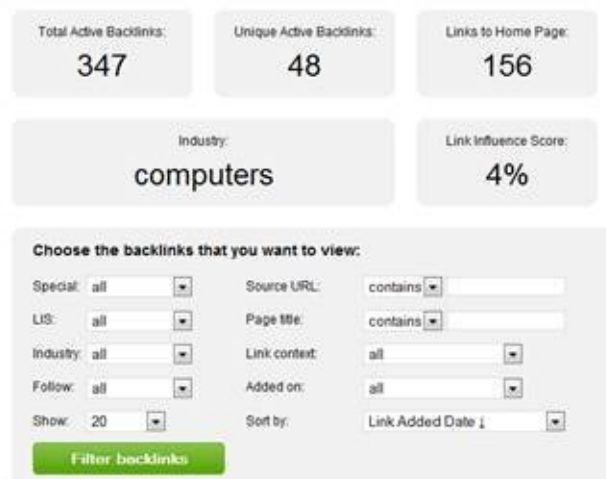 Total Active Backlinks: Unique Active Backlinks: Links to Home Page:
347 48 156
Industry: Link Influence Score:
computers 4%
Choose the backlinks that you want to view:
Special: all Source URL: contains
LIS: all Page title: contains
Industry: all Link context: all
Follow: all Added on: all
Show: 20 Sort by: Link Added Date ↓
Filter backlinks